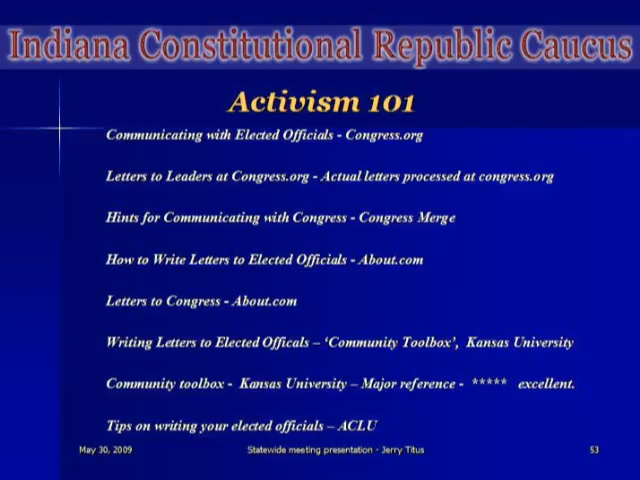 Indiana Constitutional Republic Caucus
Activism 101
Communicating with Elected Officials - Congress.org
Letters to Leaders at Congress.org - Actual letters processed at congress.org
Hints for Communicating with Congress - Congress Merge
How to Write Letters to Elected Officials - About.com
Letters to Congress - About.com
Writing Letters to Elected Officals – ‘Community Toolbox’, Kansas University
Community toolbox - Kansas University – Major reference - ***** excellent.
Tips on writing your elected officials – ACLU
May 30, 2009 Statewide meeting presentation - Jerry Titus 53